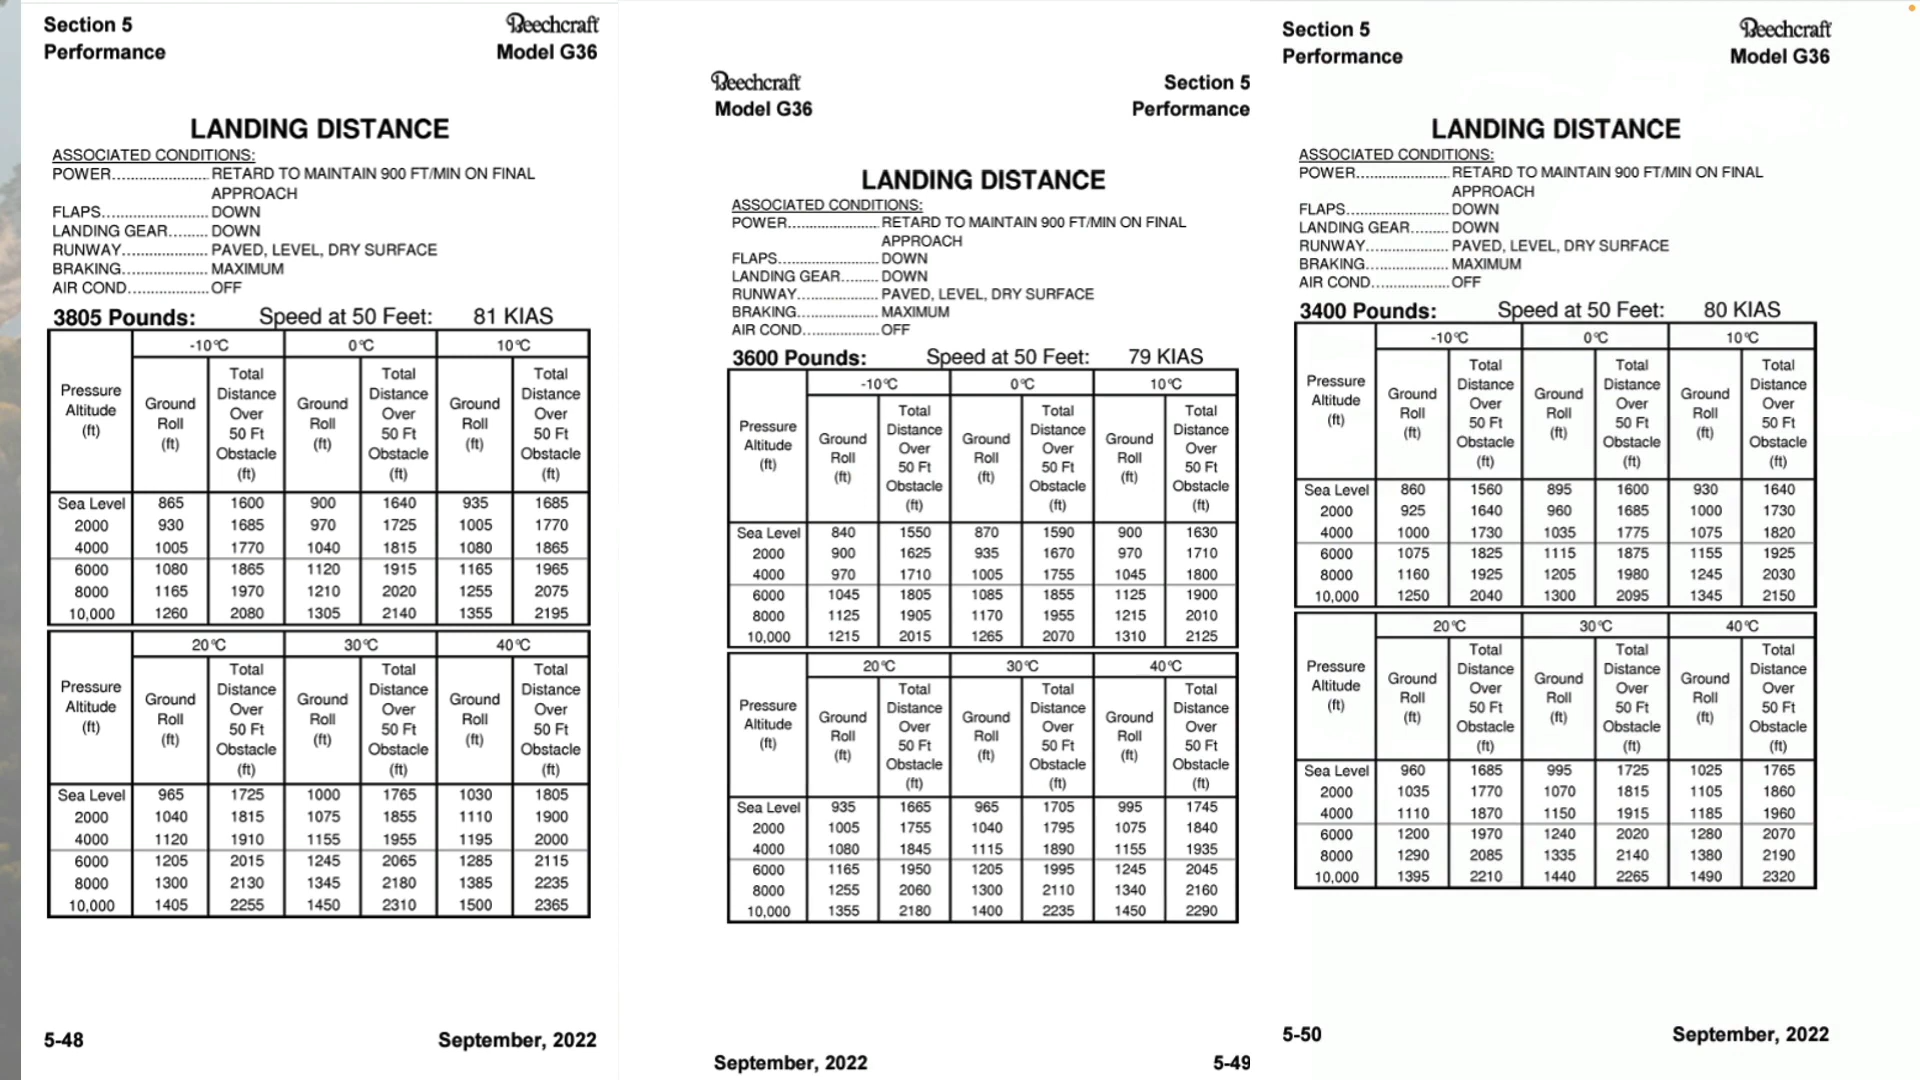 Section 5
Beechcraft
Performance
Model G36
LANDING DISTANCE
ASSOCIATED CONDITIONS:
POWER......................RETARD TO MAINTAIN 900 FT/MIN ON FINAL
APPROACH
FLAPS........................DOWN
LANDING GEAR.........DOWN
RUNWAY....................PAVED, LEVEL, DRY SURFACE
BRAKING....................MAXIMUM
AIR COND...................OFF
3805 Pounds: Speed at 50 Feet: 81 KIAS
-10°C 0°C 10°C
Pressure Altitude (ft) Ground Roll (ft) Total Distance Over 50 Ft Obstacle (ft) Ground Roll (ft) Total Distance Over 50 Ft Obstacle (ft) Ground Roll (ft) Total Distance Over 50 Ft Obstacle (ft)
Sea Level 865 1600 900 1640 935 1685
2000 930 1685 970 1725 1005 1770
4000 1005 1770 1040 1815 1080 1865
6000 1080 1865 1120 1915 1165 1965
8000 1165 1970 1210 2020 1255 2075
10,000 1260 2080 1305 2140 1355 2195
20°C 30°C 40°C
Pressure Altitude (ft) Ground Roll (ft) Total Distance Over 50 Ft Obstacle (ft) Ground Roll (ft) Total Distance Over 50 Ft Obstacle (ft) Ground Roll (ft) Total Distance Over 50 Ft Obstacle (ft)
Sea Level 965 1725 1000 1765 1030 1805
2000 1040 1815 1075 1855 1110 1900
4000 1120 1910 1155 1955 1195 2000
6000 1205 2015 1245 2065 1285 2115
8000 1300 2130 1345 2180 1385 2235
10,000 1405 2255 1450 2310 1500 2365
5-48
September, 2022
Beechcraft
Section 5
Model G36
Performance
LANDING DISTANCE
ASSOCIATED CONDITIONS:
POWER......................RETARD TO MAINTAIN 900 FT/MIN ON FINAL
APPROACH
FLAPS........................DOWN
LANDING GEAR.........DOWN
RUNWAY....................PAVED, LEVEL, DRY SURFACE
BRAKING....................MAXIMUM
AIR COND...................OFF
3600 Pounds: Speed at 50 Feet: 79 KIAS
-10°C 0°C 10°C
Pressure Altitude (ft) Ground Roll (ft) Total Distance Over 50 Ft Obstacle (ft) Ground Roll (ft) Total Distance Over 50 Ft Obstacle (ft) Ground Roll (ft) Total Distance Over 50 Ft Obstacle (ft)
Sea Level 840 1550 870 1590 900 1630
2000 900 1625 935 1670 970 1710
4000 970 1710 1005 1755 1045 1800
6000 1045 1805 1085 1855 1125 1900
8000 1125 1905 1170 1955 1215 2010
10,000 1215 2015 1265 2070 1310 2125
20°C 30°C 40°C
Pressure Altitude (ft) Ground Roll (ft) Total Distance Over 50 Ft Obstacle (ft) Ground Roll (ft) Total Distance Over 50 Ft Obstacle (ft) Ground Roll (ft) Total Distance Over 50 Ft Obstacle (ft)
Sea Level 935 1665 965 1705 995 1745
2000 1005 1755 1040 1795 1075 1840
4000 1080 1845 1115 1890 1155 1935
6000 1165 1950 1205 1995 1245 2045
8000 1255 2060 1300 2110 1340 2160
10,000 1355 2180 1400 2235 1450 2290
September, 2022
5-49
Section 5
Beechcraft
Performance
Model G36
LANDING DISTANCE
ASSOCIATED CONDITIONS:
POWER......................RETARD TO MAINTAIN 900 FT/MIN ON FINAL
APPROACH
FLAPS........................DOWN
LANDING GEAR.........DOWN
RUNWAY....................PAVED, LEVEL, DRY SURFACE
BRAKING....................MAXIMUM
AIR COND...................OFF
3400 Pounds: Speed at 50 Feet: 80 KIAS
-10°C 0°C 10°C
Pressure Altitude (ft) Ground Roll (ft) Total Distance Over 50 Ft Obstacle (ft) Ground Roll (ft) Total Distance Over 50 Ft Obstacle (ft) Ground Roll (ft) Total Distance Over 50 Ft Obstacle (ft)
Sea Level 860 1560 895 1600 930 1640
2000 925 1640 960 1685 1000 1730
4000 1000 1730 1035 1775 1075 1820
6000 1075 1825 1115 1875 1155 1925
8000 1160 1925 1205 1980 1245 2030
10,000 1250 2040 1300 2095 1345 2150
20°C 30°C 40°C
Pressure Altitude (ft) Ground Roll (ft) Total Distance Over 50 Ft Obstacle (ft) Ground Roll (ft) Total Distance Over 50 Ft Obstacle (ft) Ground Roll (ft) Total Distance Over 50 Ft Obstacle (ft)
Sea Level 960 1685 995 1725 1025 1765
2000 1035 1770 1070 1815 1105 1860
4000 1110 1870 1150 1915 1185 1960
6000 1200 1970 1240 2020 1280 2070
8000 1290 2085 1335 2140 1380 2190
10,000 1395 2210 1440 2265 1490 2320
5-50
September, 2022